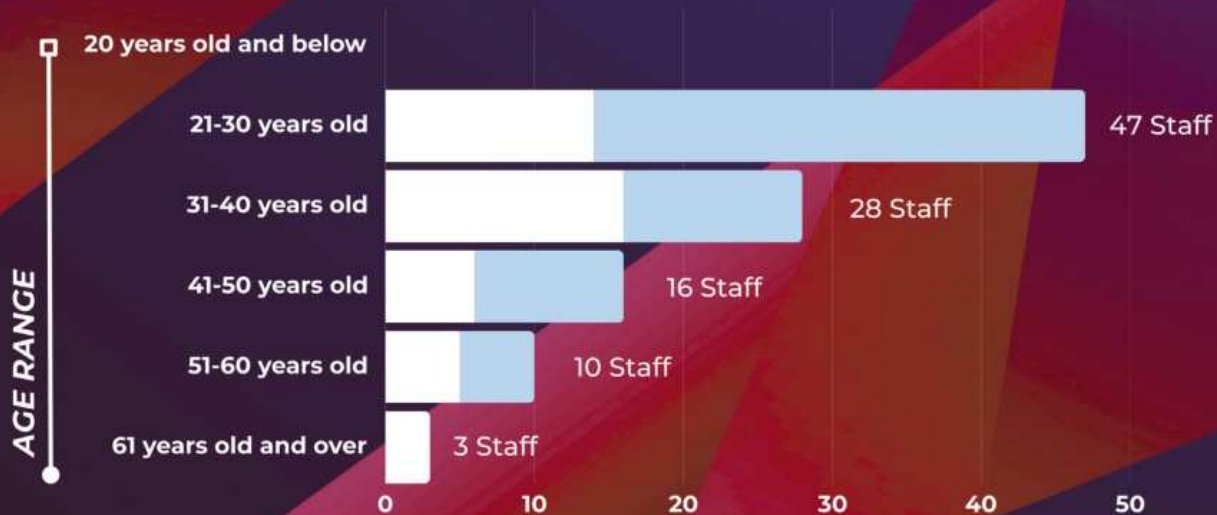 20 years old and below
21-30 years old
47 Staff
31-40 years old
28 Staff
41-50 years old
16 Staff
51-60 years old
10 Staff
61 years old and over
3 Staff
AGE RANGE
0 10 20 30 40 50